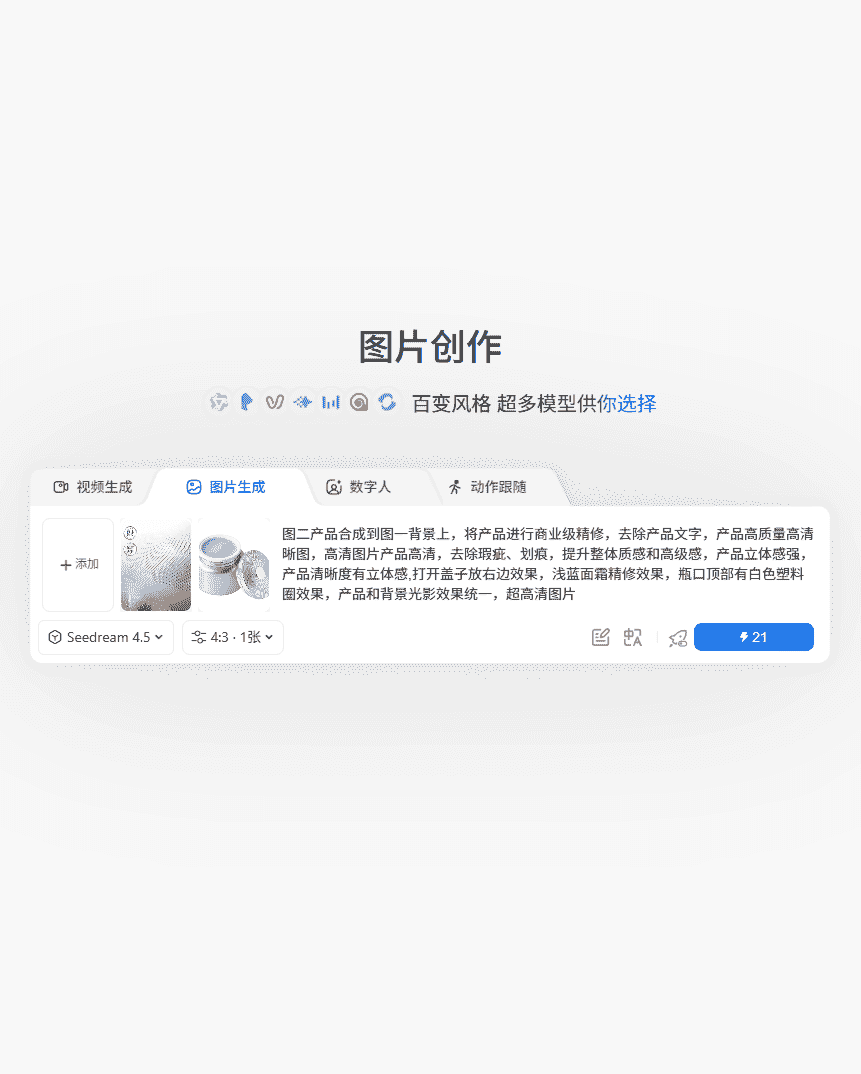 图片创作
百变风格 超多模型供你选择
视频生成
图片生成
数字人
动作跟随
添加
图二产品合成到图一背景上，将产品进行商业级精修，去除产品文字，产品高质量高清
晰图，高清图片产品高清，去除瑕疵、划痕，提升整体质感和高级感，产品立体感强，
产品清晰度有立体感,打开盖子放右边效果，浅蓝面霜精修效果，瓶口顶部有白色塑料
圈效果，产品和背景光影效果统一，超高清图片
Seedream 4.5
4:3 · 1张
21